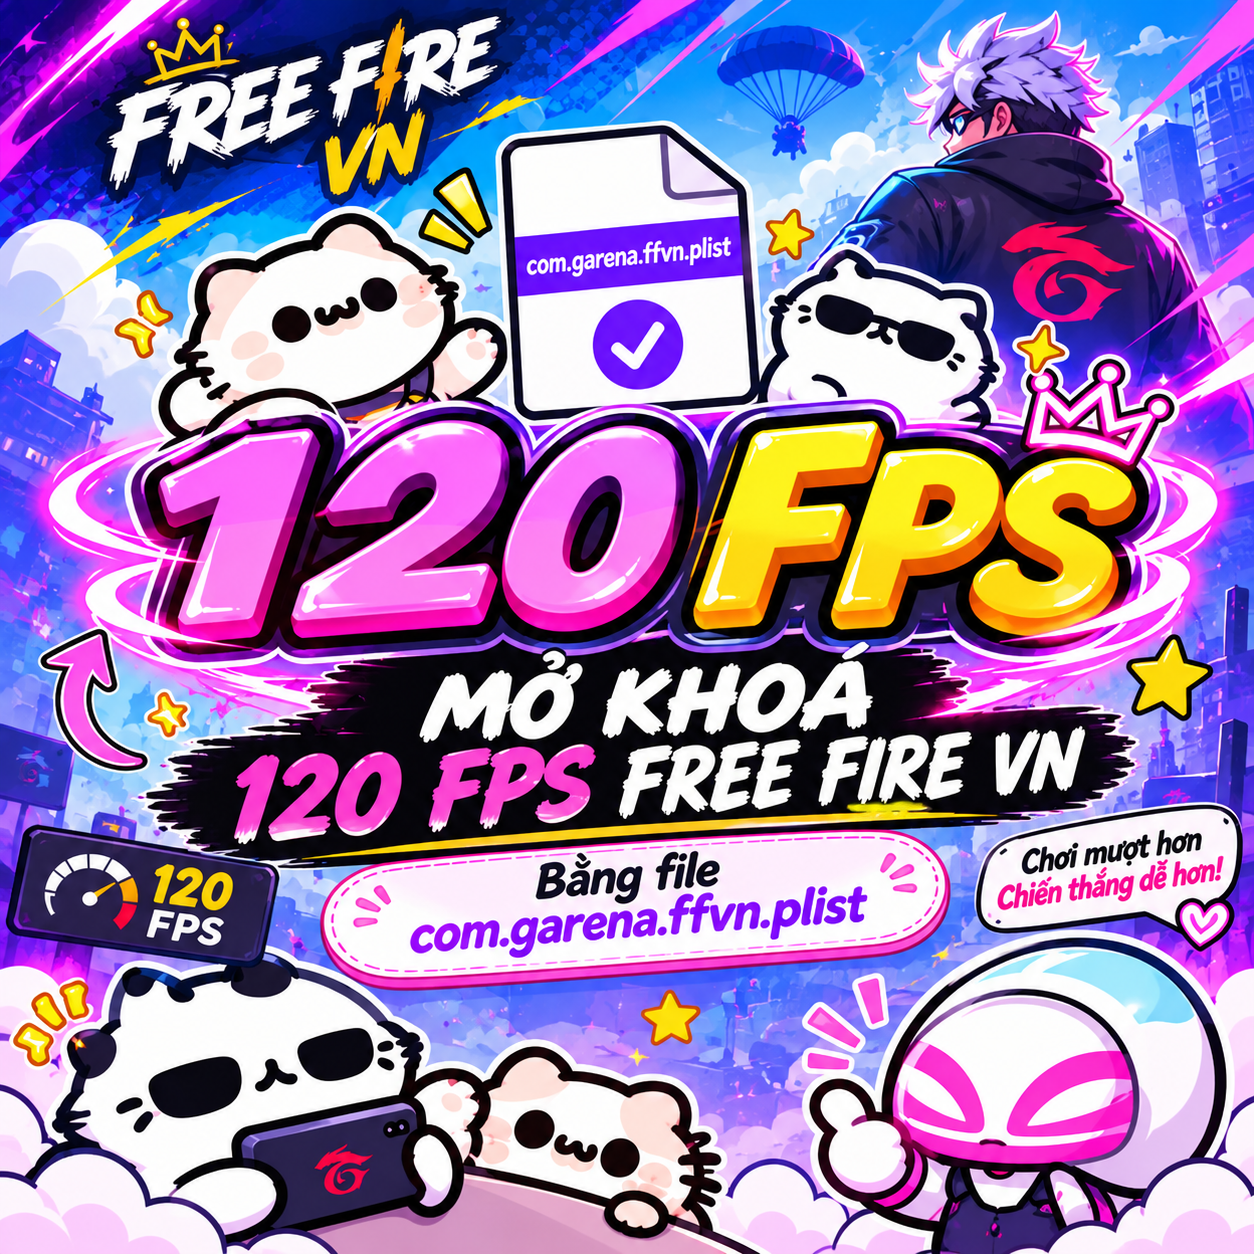 FREE FIRE
VN
com.garena.ffvn.plist
120 FPS
MỞ KHOÁ
120 FPS FREE FIRE VN
Bằng file
com.garena.ffvn.plist
120
FPS
Chơi mượt hơn
Chiến thắng dễ hơn!